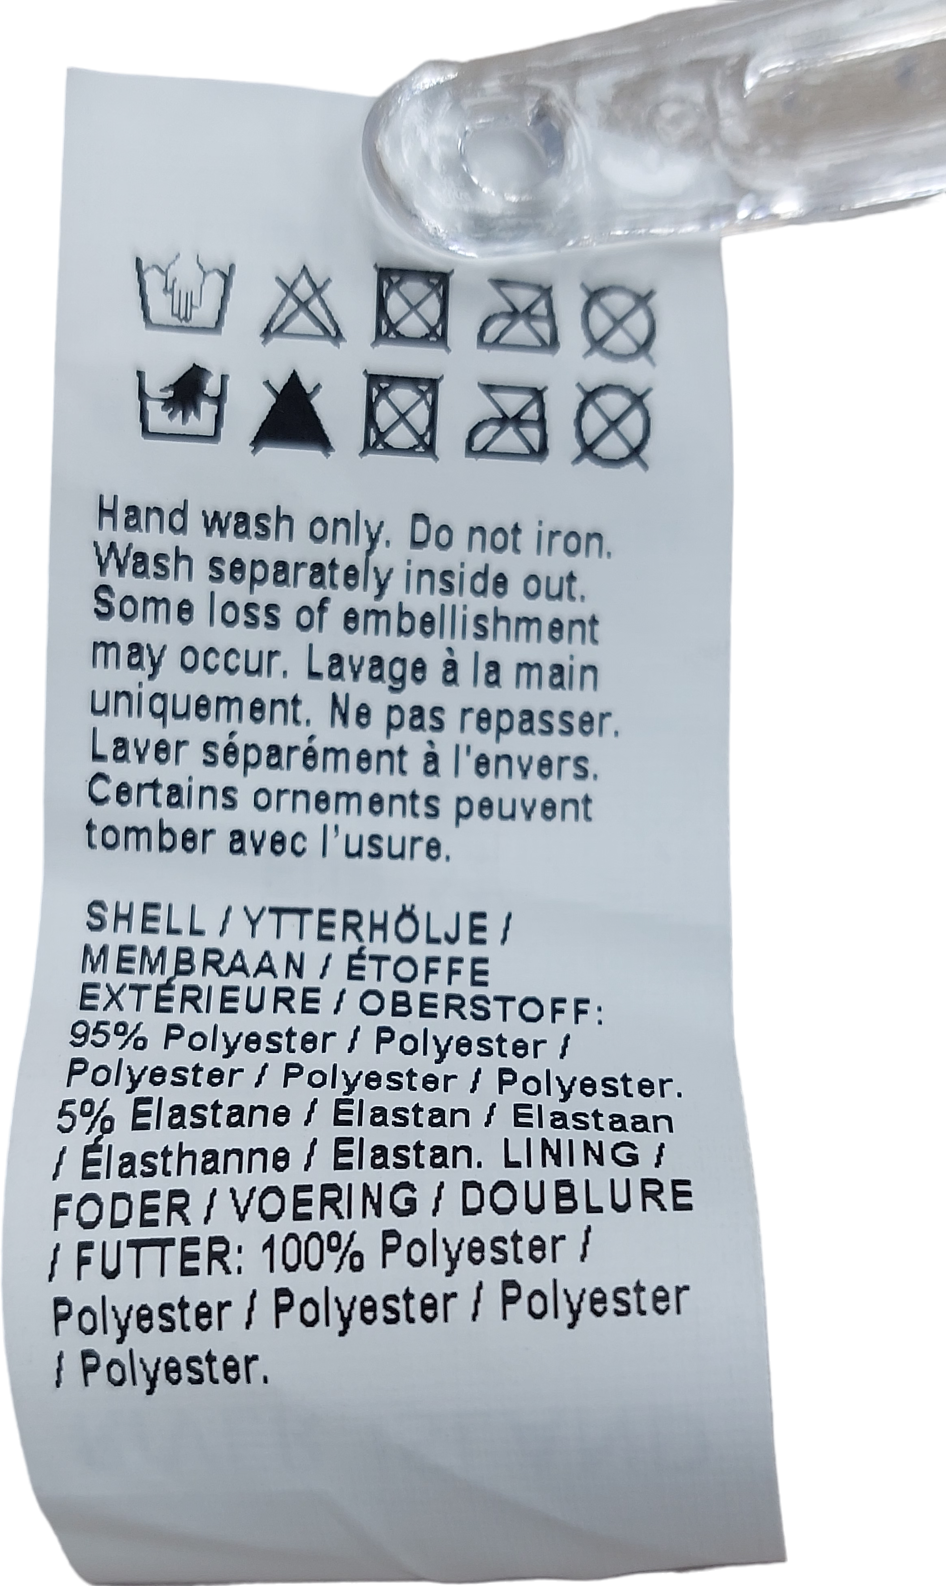 Hand wash only. Do not iron.
Wash separately inside out.
Some loss of embellishment
may occur. Lavage à la main
uniquement. Ne pas repasser.
Laver séparément à l'envers.
Certains ornements peuvent
tomber avec l'usure.
SHELL / YTTERHÖLJE /
MEMBRAAN / ÉTOFFE
EXTÉRIEURE / OBERSTOFF:
95% Polyester / Polyester /
Polyester / Polyester / Polyester.
5% Elastane / Elastan / Elastaan
/ Élasthanne / Elastan. LINING /
FODER / VOERING / DOUBLURE
/ FUTTER: 100% Polyester /
Polyester / Polyester / Polyester
/ Polyester.